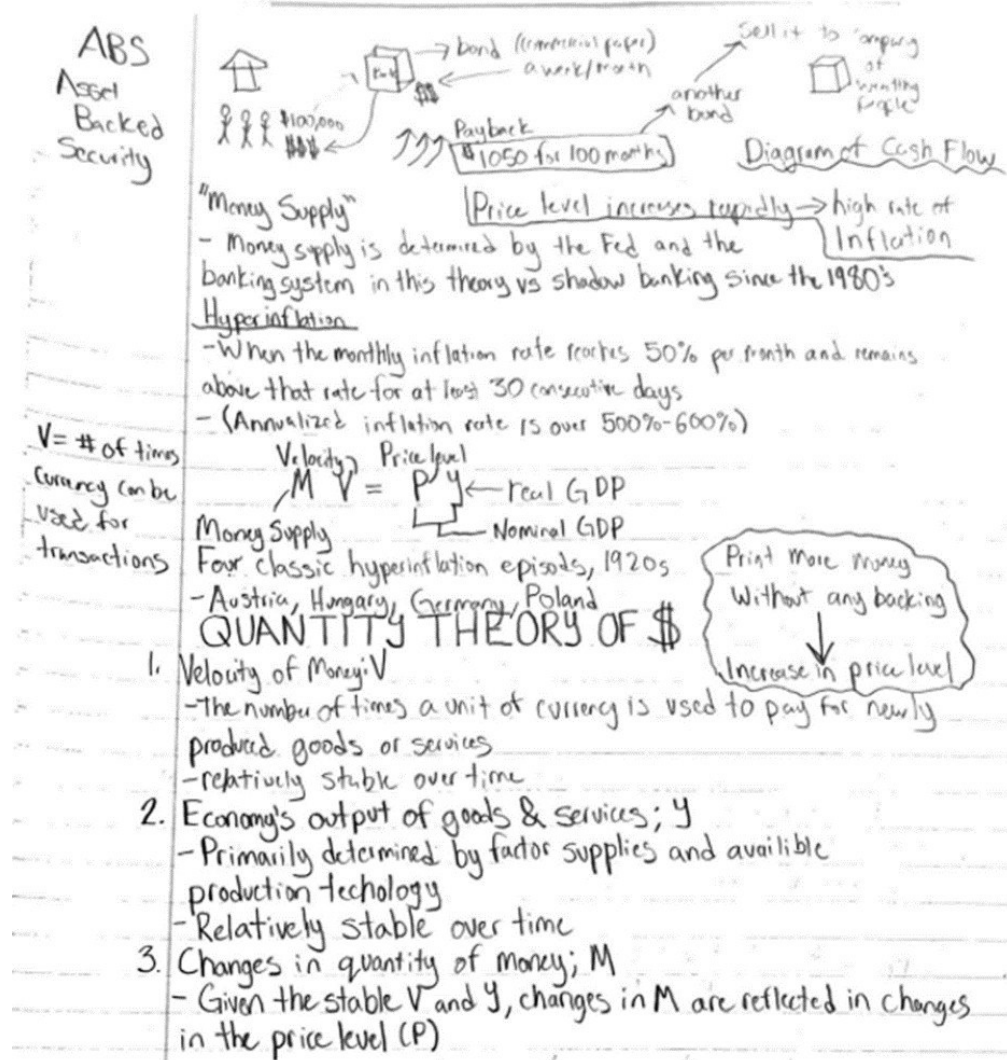 ABS
Asset
Backed
Security
bond (commercial paper)
a week/month
Bank
$$
$100,000
$$$
Payback
$1050 for 100 months
another
bond
Sell it to company
of
wealthy
people
Diagram of Cash Flow
"Money Supply"
Price level increases rapidly → high rate of
Inflation
- Money supply is determined by the Fed and the
banking system in this theory vs shadow banking since the 1980's
Hyperinflation
- When the monthly inflation rate reaches 50% per month and remains
above that rate for at least 30 consecutive days
- (Annualized inflation rate is over 500%-600%)
V= # of times
currency can be
used for
transactions
Velocity Price level
M V = P y ← real GDP
Nominal GDP
Money Supply
Four classic hyperinflation episods, 1920s
- Austria, Hungary, Germany, Poland
Print more money
Without any backing
↓
Increase in price level
QUANTITY THEORY OF $
1. Velocity of Money; V
- The number of times a unit of currency is used to pay for newly
produced goods or services
- relatively stable over time
2. Economy's output of goods & services; y
- Primarily determined by factor supplies and availible
production techology
- Relatively stable over time
3. Changes in quantity of money; M
- Given the stable V and y, changes in M are reflected in changes
in the price level (P)